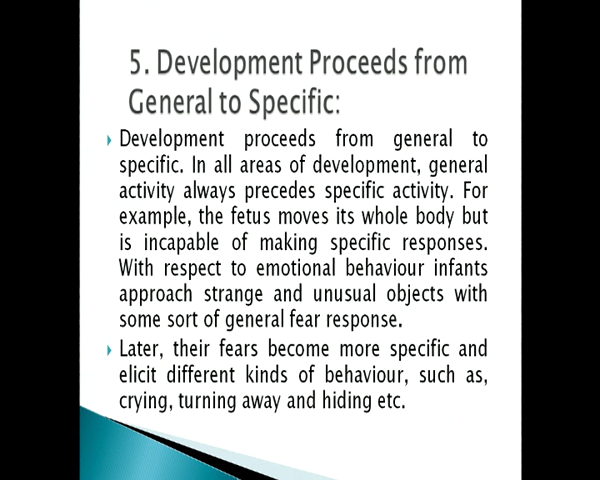 5. Development Proceeds from
General to Specific:
Development proceeds from general to
specific. In all areas of development, general
activity always precedes specific activity. For
example, the fetus moves its whole body but
is incapable of making specific responses.
With respect to emotional behaviour infants
approach strange and unusual objects with
some sort of general fear response.
Later, their fears become more specific and
elicit different kinds of behaviour, such as,
crying, turning away and hiding etc.